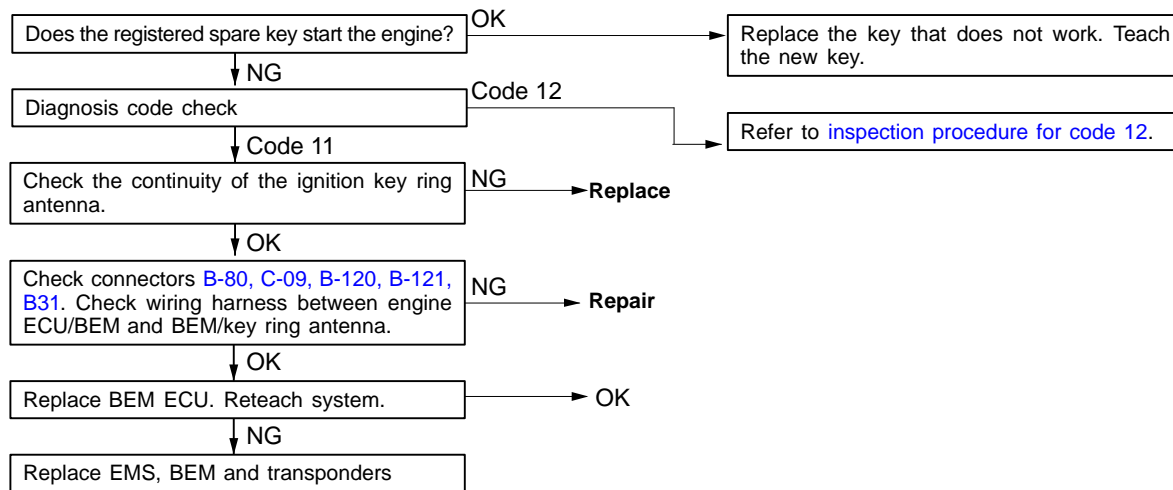 Does the registered spare key start the engine?
OK
Replace the key that does not work. Teach
the new key.
NG
Diagnosis code check
Code 12
Refer to inspection procedure for code 12.
Code 11
Check the continuity of the ignition key ring
antenna.
NG
Replace
OK
Check connectors B-80, C-09, B-120, B-121,
B31. Check wiring harness between engine
ECU/BEM and BEM/key ring antenna.
NG
Repair
OK
Replace BEM ECU. Reteach system.
OK
NG
Replace EMS, BEM and transponders